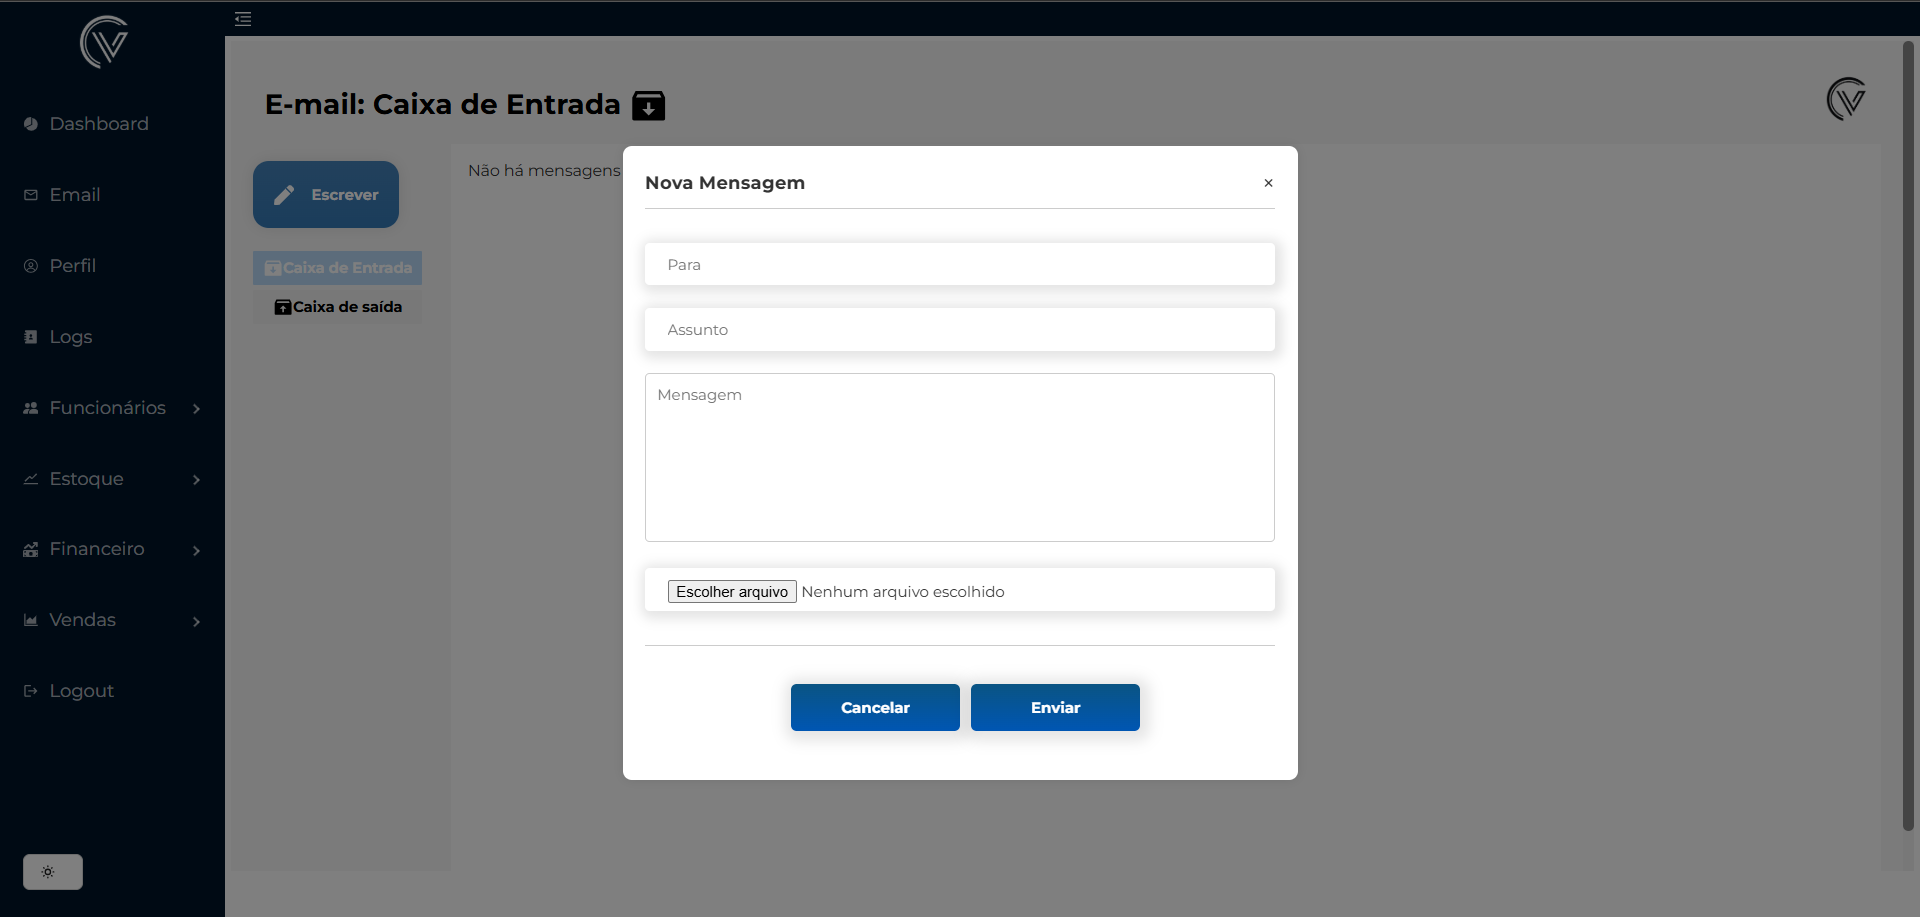 Dashboard
Email
Perfil
Logs
Funcionários
Estoque
Financeiro
Vendas
Logout
E-mail: Caixa de Entrada
Escrever
Caixa de Entrada
Caixa de saída
Não há mensagens
Nova Mensagem
×
Para
Assunto
Mensagem
Escolher arquivo Nenhum arquivo escolhido
Cancelar Enviar